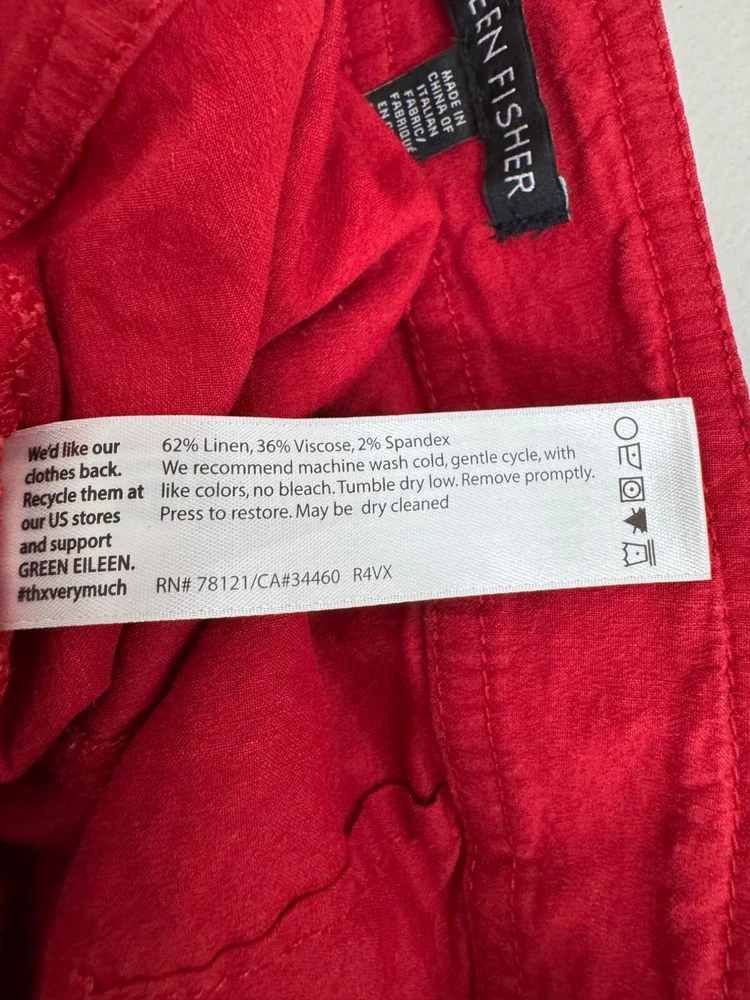 EEN FISHER
MADE IN
CHINA OF
ITALIAN
FABRIC/
FABRIQUÉ
EN
We'd like our
clothes back.
Recycle them at
our US stores
and support
GREEN EILEEN.
#thxverymuch
62% Linen, 36% Viscose, 2% Spandex
We recommend machine wash cold, gentle cycle, with
like colors, no bleach. Tumble dry low. Remove promptly.
Press to restore. May be dry cleaned
RN# 78121/CA#34460 R4VX